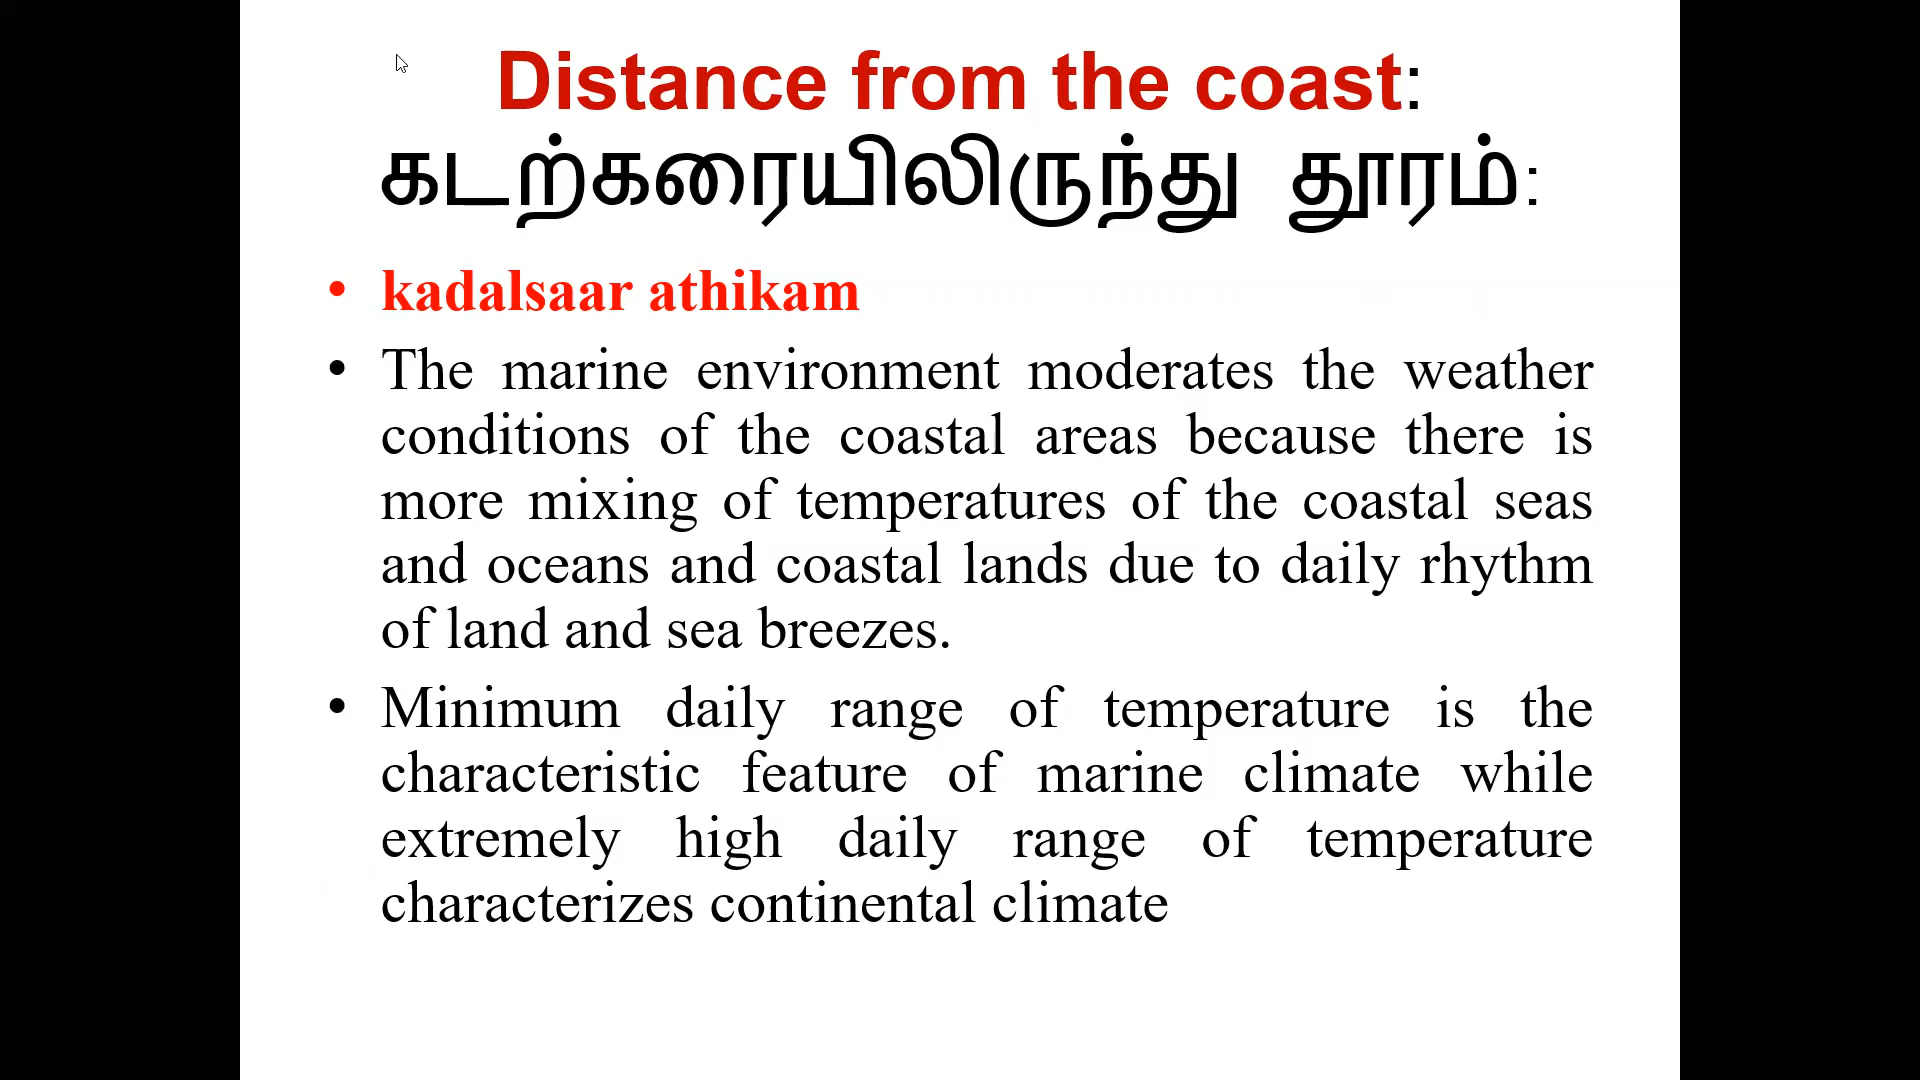 Distance from the coast:
கடற்கரையிலிருந்து தூரம்:
• kadalsaar athikam
• The marine environment moderates the weather
conditions of the coastal areas because there is
more mixing of temperatures of the coastal seas
and oceans and coastal lands due to daily rhythm
of land and sea breezes.
• Minimum daily range of temperature is the
characteristic feature of marine climate while
extremely high daily range of temperature
characterizes continental climate